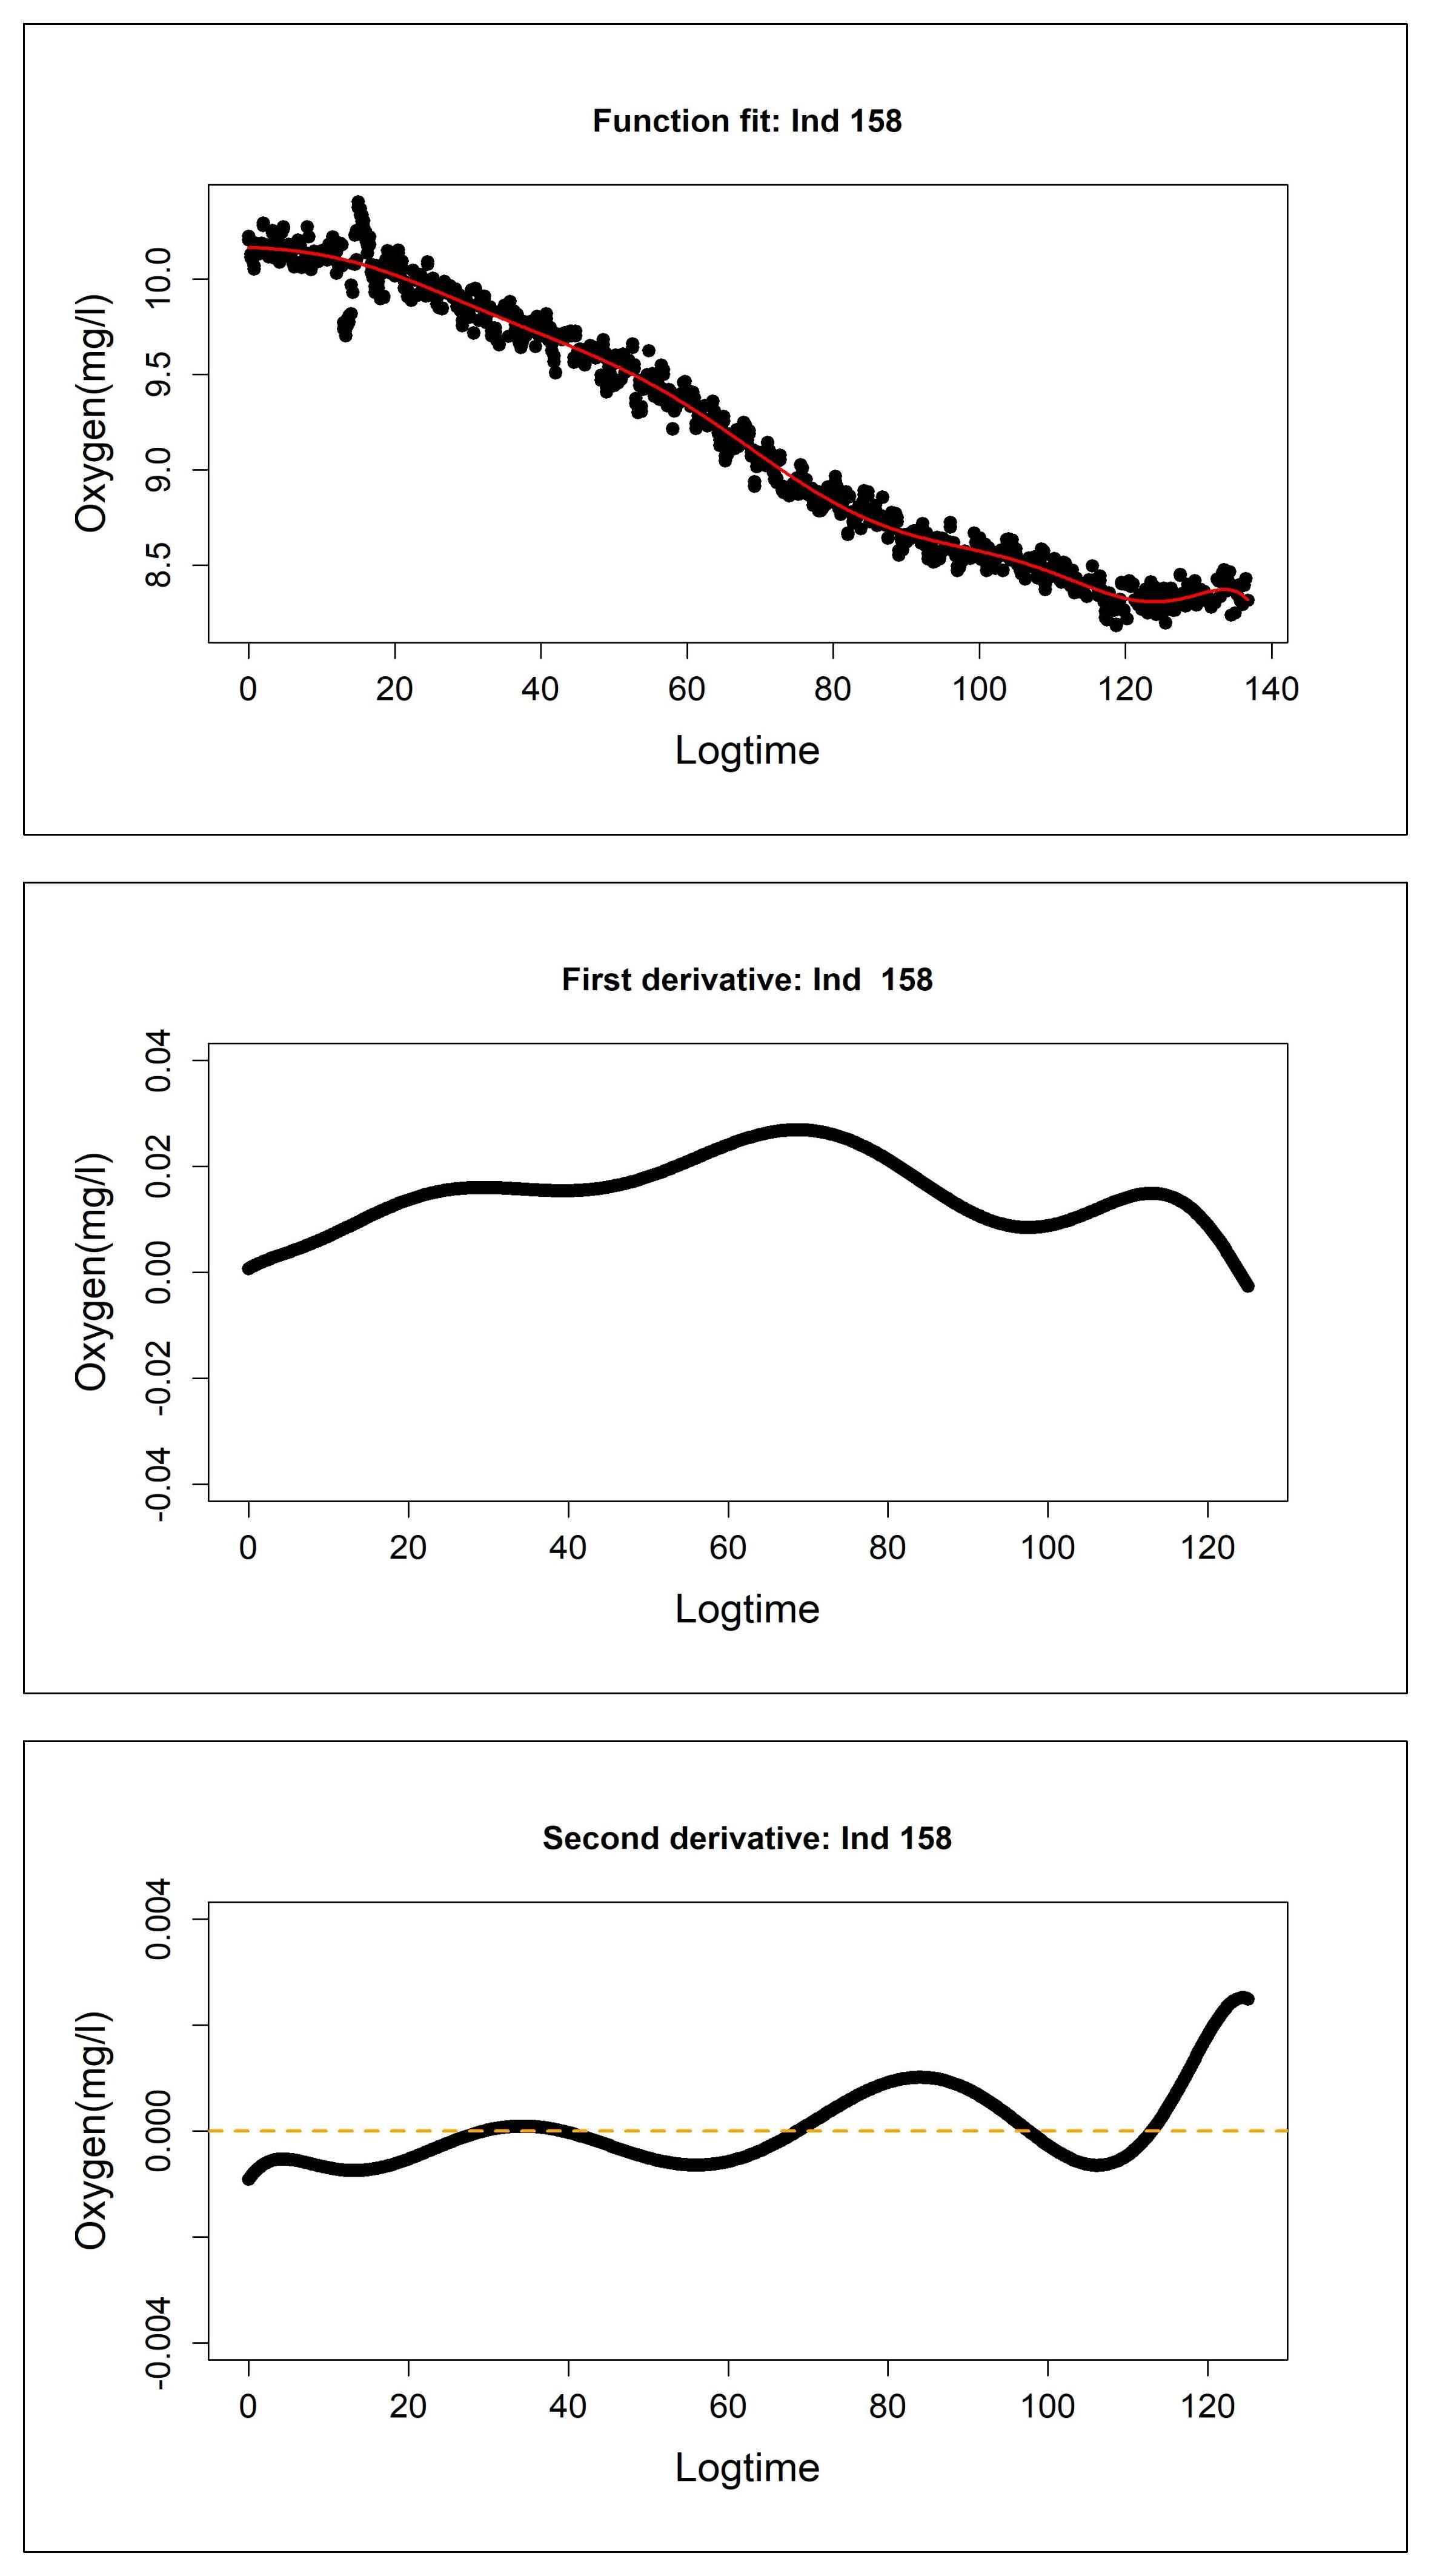 Function fit: Ind 158
Oxygen(mg/l)
10.0
9.5
9.0
8.5
0 20 40 60 80 100 120 140
Logtime
First derivative: Ind  158
Oxygen(mg/l)
0.04
0.02
0.00
-0.02
-0.04
0 20 40 60 80 100 120
Logtime
Second derivative: Ind 158
Oxygen(mg/l)
0.004
0.000
-0.004
0 20 40 60 80 100 120
Logtime